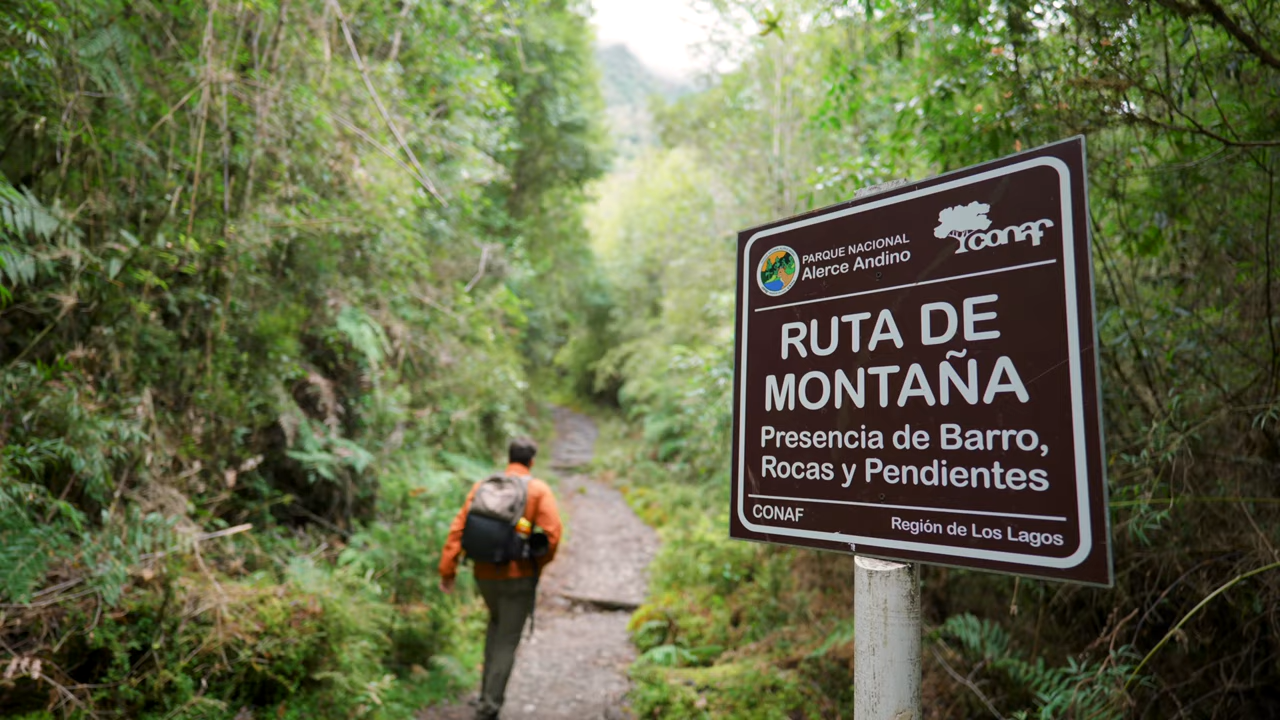 PARQUE NACIONAL
Alerce Andino
conaf
RUTA DE
MONTAÑA
Presencia de Barro,
Rocas y Pendientes
CONAF
Región de Los Lagos